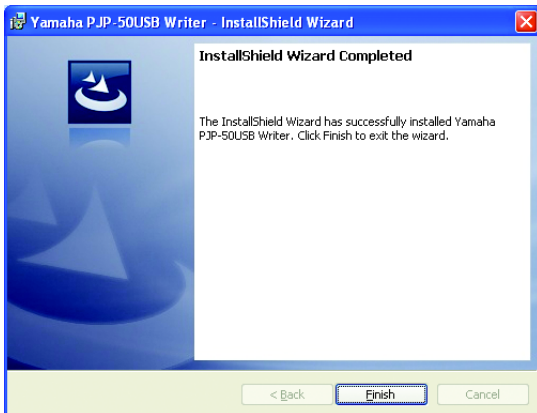 Yamaha PJP-50USB Writer - InstallShield Wizard
InstallShield Wizard Completed
The InstallShield Wizard has successfully installed Yamaha
PJP-50USB Writer. Click Finish to exit the wizard.
< Back
Finish
Cancel